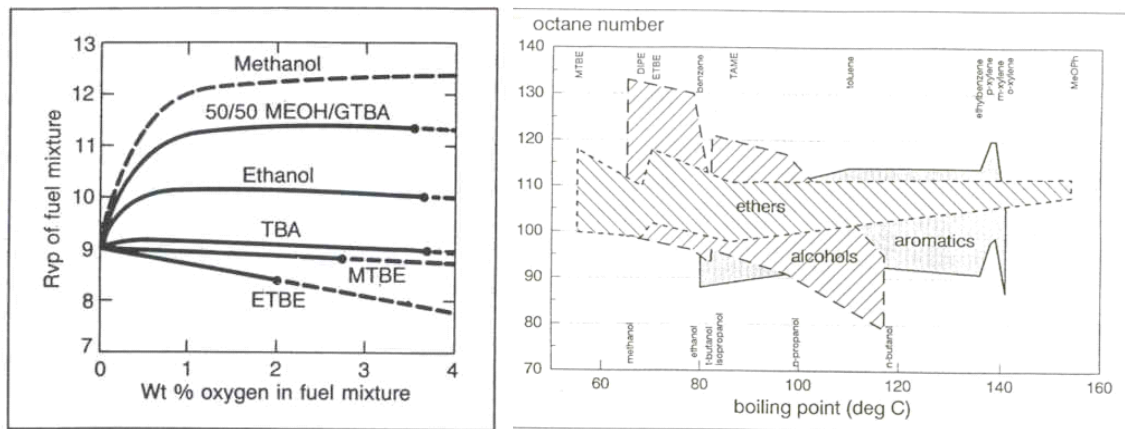 Rvp of fuel mixture
13
12
11
10
9
8
7
Methanol
50/50 MEOH/GTBA
Ethanol
TBA
MTBE
ETBE
0
1
2
3
4
Wt % oxygen in fuel mixture
octane number
140
130
120
110
100
90
80
70
MTBE
DIPE
ETBE
benzene
TAME
toluene
ethylbenzene
p-xylene
m-xylene
o-xylene
MeOPh
ethers
alcohols
aromatics
methanol
ethanol
t-butanol
isopropanol
n-propanol
n-butanol
60
80
100
120
140
160
boiling point (deg C)